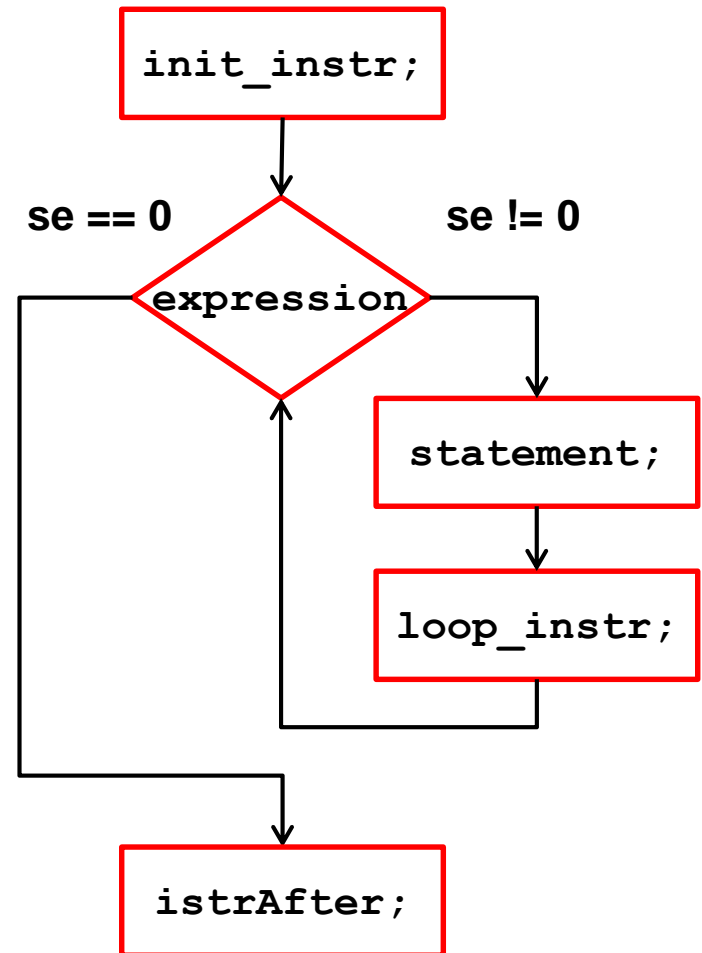 init_instr;
se == 0
se != 0
expression
statement;
loop_instr;
istrAfter;